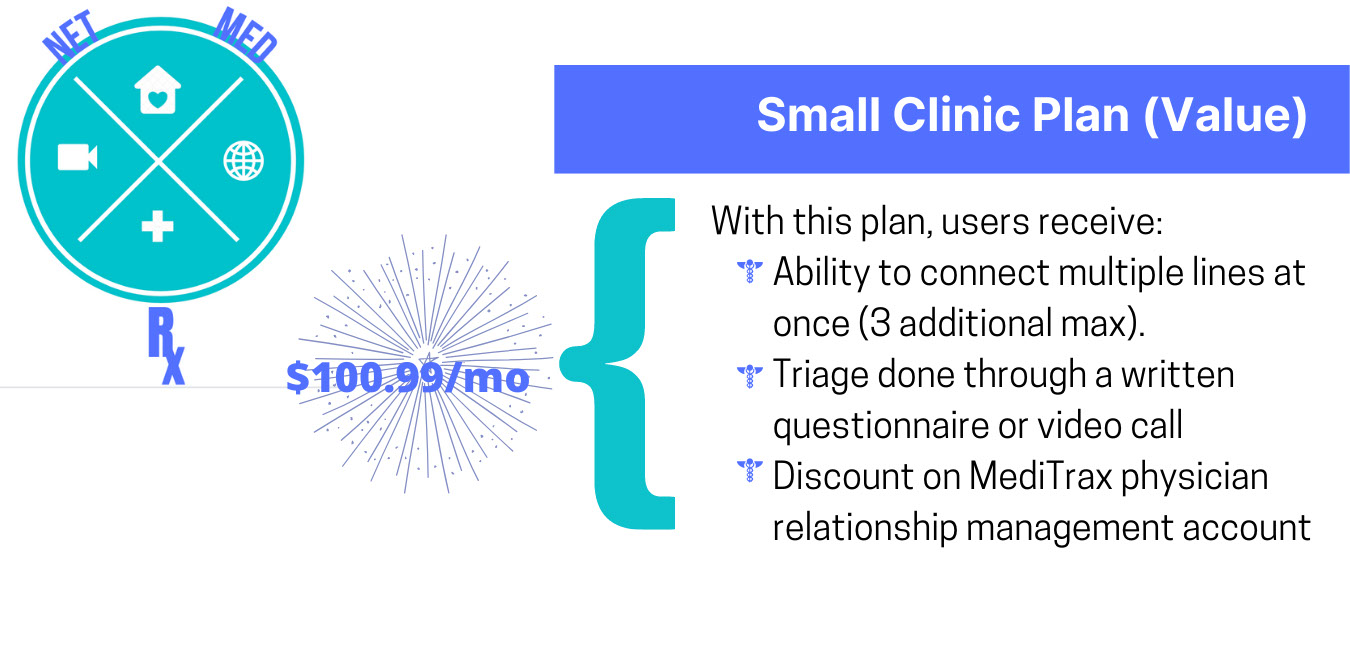 NET MED
Rx
$100.99/mo
Small Clinic Plan (Value)
With this plan, users receive:
Ability to connect multiple lines at
once (3 additional max).
Triage done through a written
questionnaire or video call
Discount on MediTrax physician
relationship management account